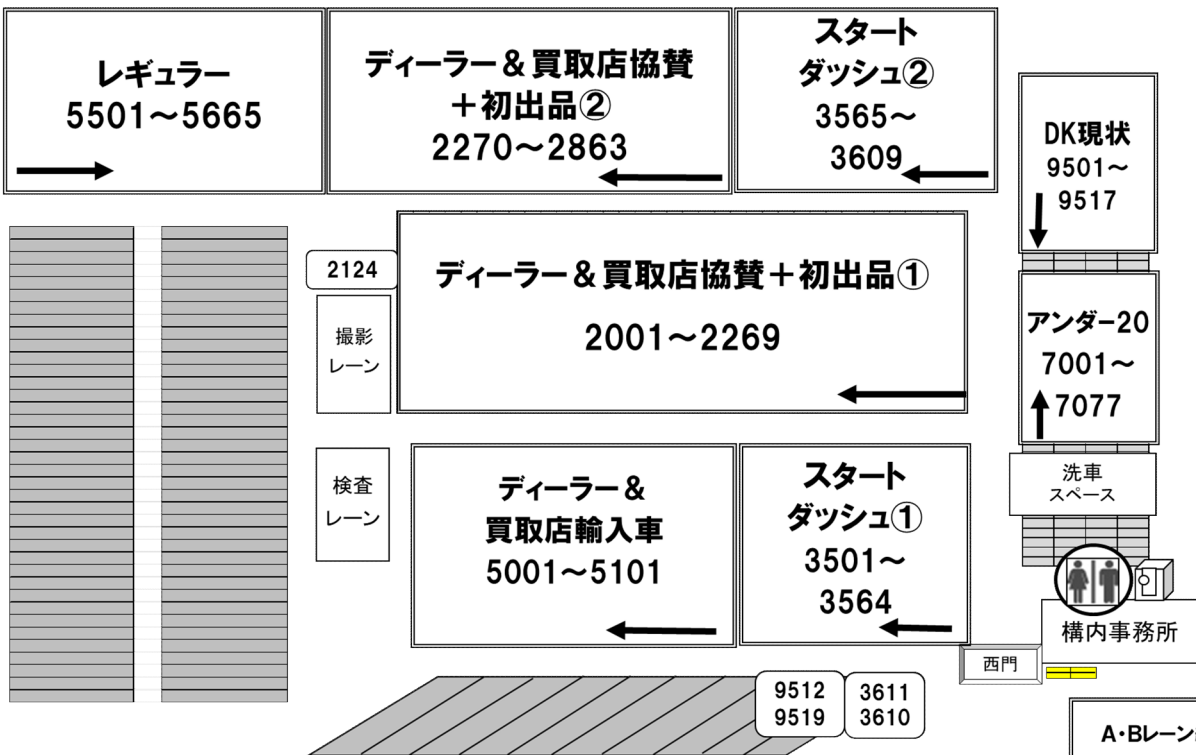 レギュラー
5501～5665
ディーラー＆買取店協賛
＋初出品②
2270～2863
スタート
ダッシュ②
3565～
3609
DK現状
9501～
9517
2124
撮影
レーン
ディーラー＆買取店協賛＋初出品①
2001～2269
アンダー20
7001～
7077
検査
レーン
ディーラー＆
買取店輸入車
5001～5101
スタート
ダッシュ①
3501～
3564
洗車
スペース
構内事務所
西門
9512
9519
3611
3610
A・Bレーン